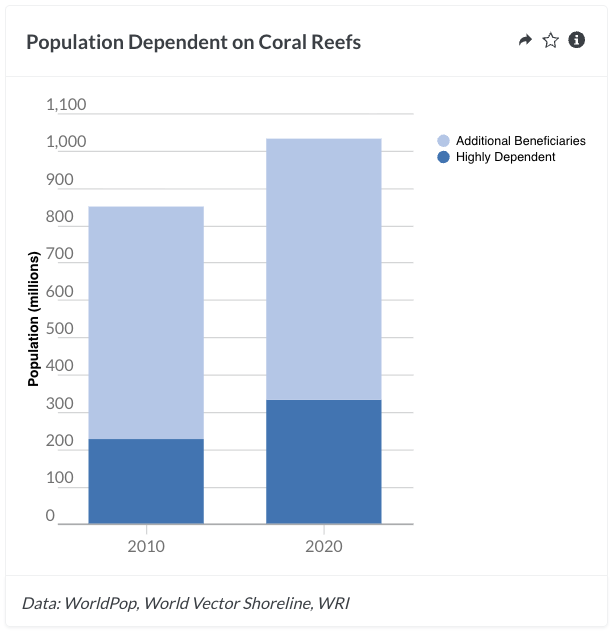 Population Dependent on Coral Reefs
1,100
1,000
900
800
700
600
500
400
300
200
100
0
Population (millions)
2010
2020
Additional Beneficiaries
Highly Dependent
Data: WorldPop, World Vector Shoreline, WRI